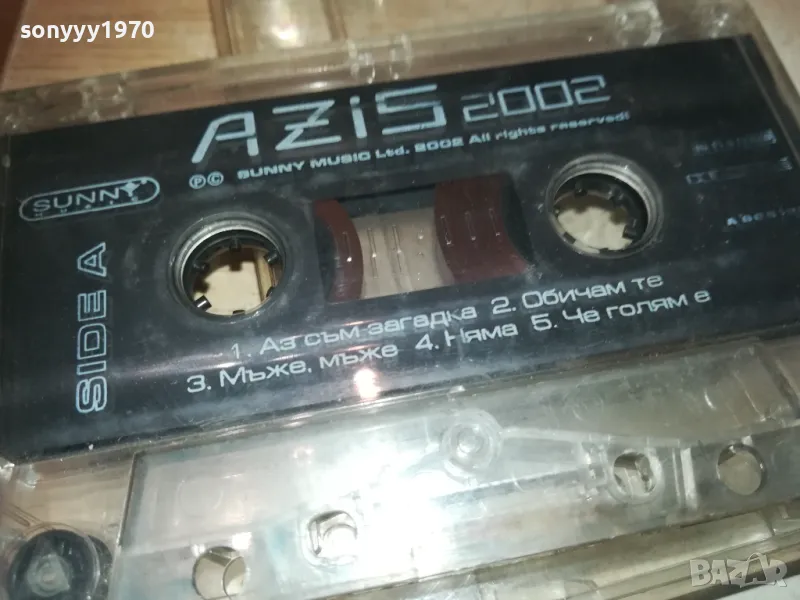 sonyyy1970
AZIS 2002
℗© SUNNY MUSIC Ltd. 2002 All rights reserved!
SUNNY
SIDE A
1. Аз съм загадка 2. Обичам те
3. Мъже, мъже 4. Няма 5. Че голям е
BAZAR